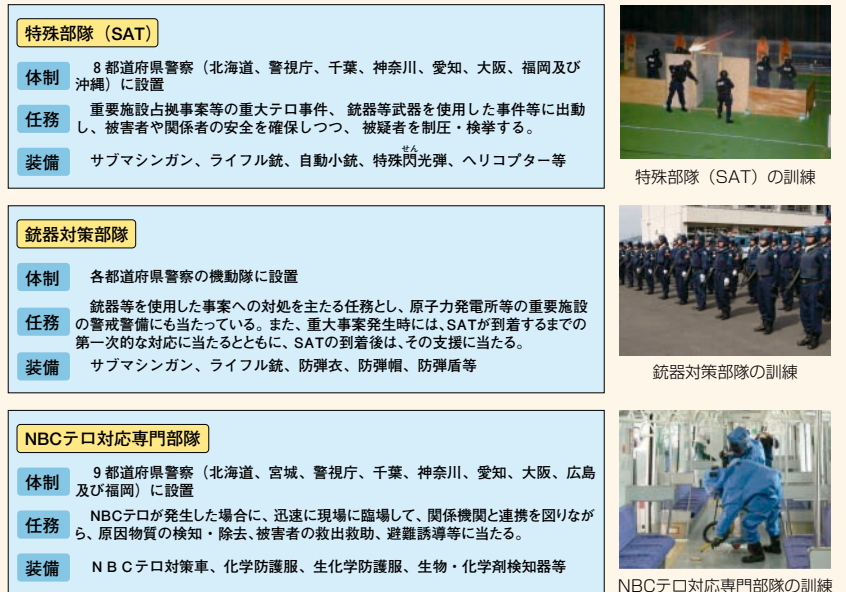 特殊部隊（SAT）
体制
8都道府県警察（北海道、警視庁、千葉、神奈川、愛知、大阪、福岡及び
沖縄）に設置
任務
重要施設占拠事案等の重大テロ事件、銃器等武器を使用した事件等に出動
し、被害者や関係者の安全を確保しつつ、被疑者を制圧・検挙する。
装備
せん
サブマシンガン、ライフル銃、自動小銃、特殊閃光弾、ヘリコプター等
特殊部隊（SAT）の訓練
銃器対策部隊
体制
各都道府県警察の機動隊に設置
任務
銃器等を使用した事案への対処を主たる任務とし、原子力発電所等の重要施設
の警戒警備にも当たっている。また、重大事案発生時には、SATが到着するまでの
第一次的な対応に当たるとともに、SATの到着後は、その支援に当たる。
装備
サブマシンガン、ライフル銃、防弾衣、防弾帽、防弾盾等
銃器対策部隊の訓練
NBCテロ対応専門部隊
体制
9都道府県警察（北海道、宮城、警視庁、千葉、神奈川、愛知、大阪、広島
及び福岡）に設置
任務
NBCテロが発生した場合に、迅速に現場に臨場して、関係機関と連携を図りなが
ら、原因物質の検知・除去、被害者の救出救助、避難誘導等に当たる。
装備
NBCテロ対策車、化学防護服、生化学防護服、生物・化学剤検知器等
NBCテロ対応専門部隊の訓練